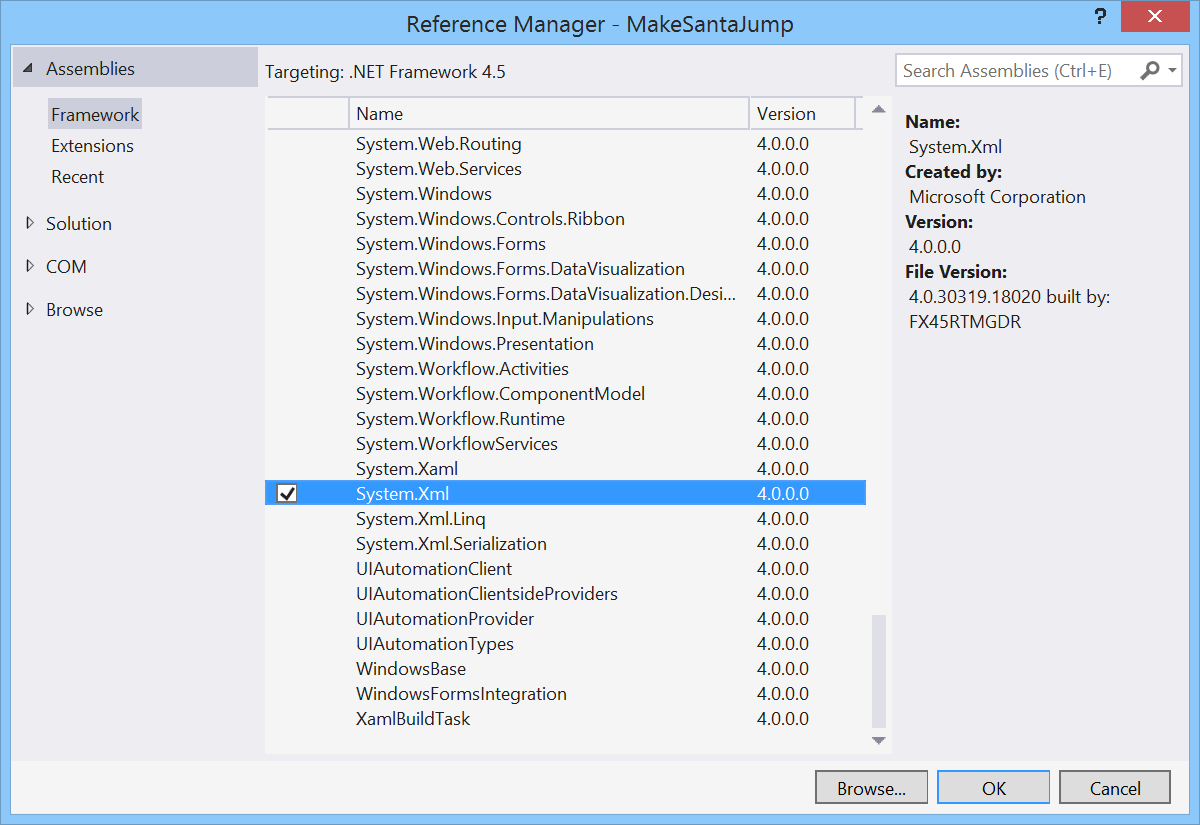 Reference Manager - MakeSantaJump
?
Assemblies
Framework
Extensions
Recent
Solution
COM
Browse
Targeting: .NET Framework 4.5
Name Version
System.Web.Routing 4.0.0.0
System.Web.Services 4.0.0.0
System.Windows 4.0.0.0
System.Windows.Controls.Ribbon 4.0.0.0
System.Windows.Forms 4.0.0.0
System.Windows.Forms.DataVisualization 4.0.0.0
System.Windows.Forms.DataVisualization.Desi... 4.0.0.0
System.Windows.Input.Manipulations 4.0.0.0
System.Windows.Presentation 4.0.0.0
System.Workflow.Activities 4.0.0.0
System.Workflow.ComponentModel 4.0.0.0
System.Workflow.Runtime 4.0.0.0
System.WorkflowServices 4.0.0.0
System.Xaml 4.0.0.0
System.Xml 4.0.0.0
System.Xml.Linq 4.0.0.0
System.Xml.Serialization 4.0.0.0
UIAutomationClient 4.0.0.0
UIAutomationClientsideProviders 4.0.0.0
UIAutomationProvider 4.0.0.0
UIAutomationTypes 4.0.0.0
WindowsBase 4.0.0.0
WindowsFormsIntegration 4.0.0.0
XamlBuildTask 4.0.0.0
Search Assemblies (Ctrl+E)
Name:
System.Xml
Created by:
Microsoft Corporation
Version:
4.0.0.0
File Version:
4.0.30319.18020 built by:
FX45RTMGDR
Browse... OK Cancel